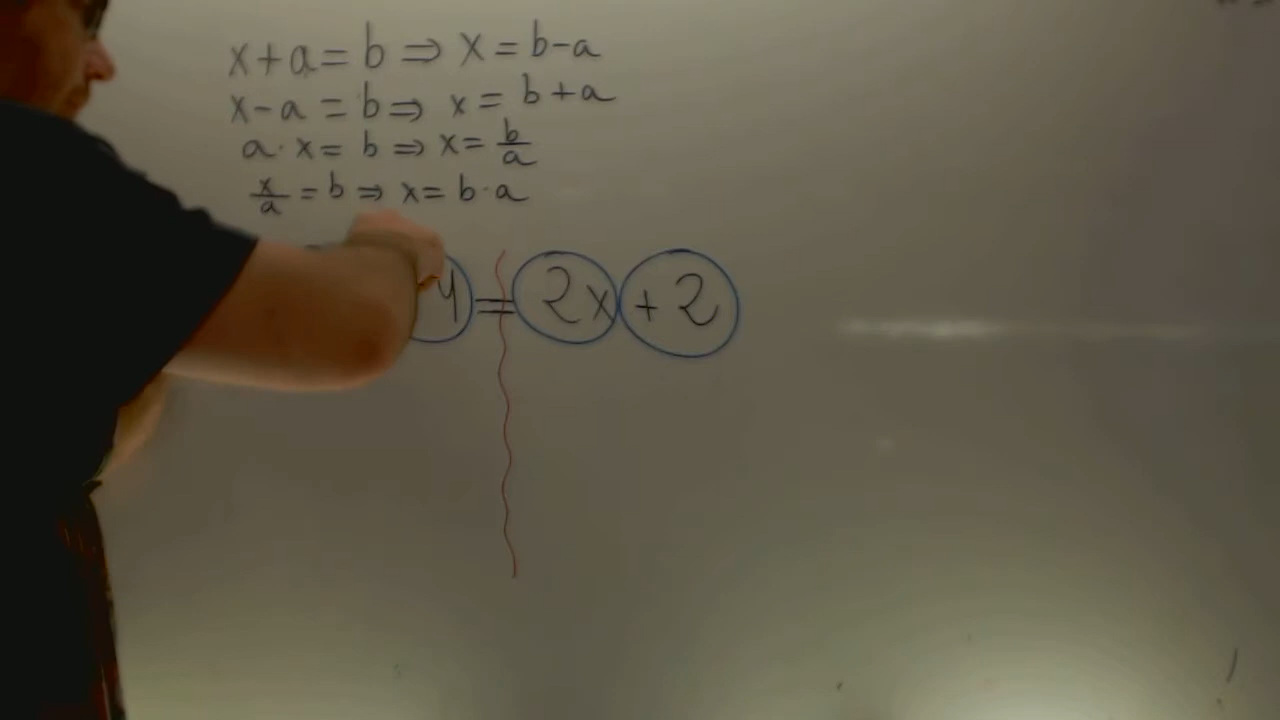 x+a=b⇒x=b-a
x-a=b⇒x=b+a
a·x=b⇒x=b/a
x/a=b⇒x=b·a
4=2x+2